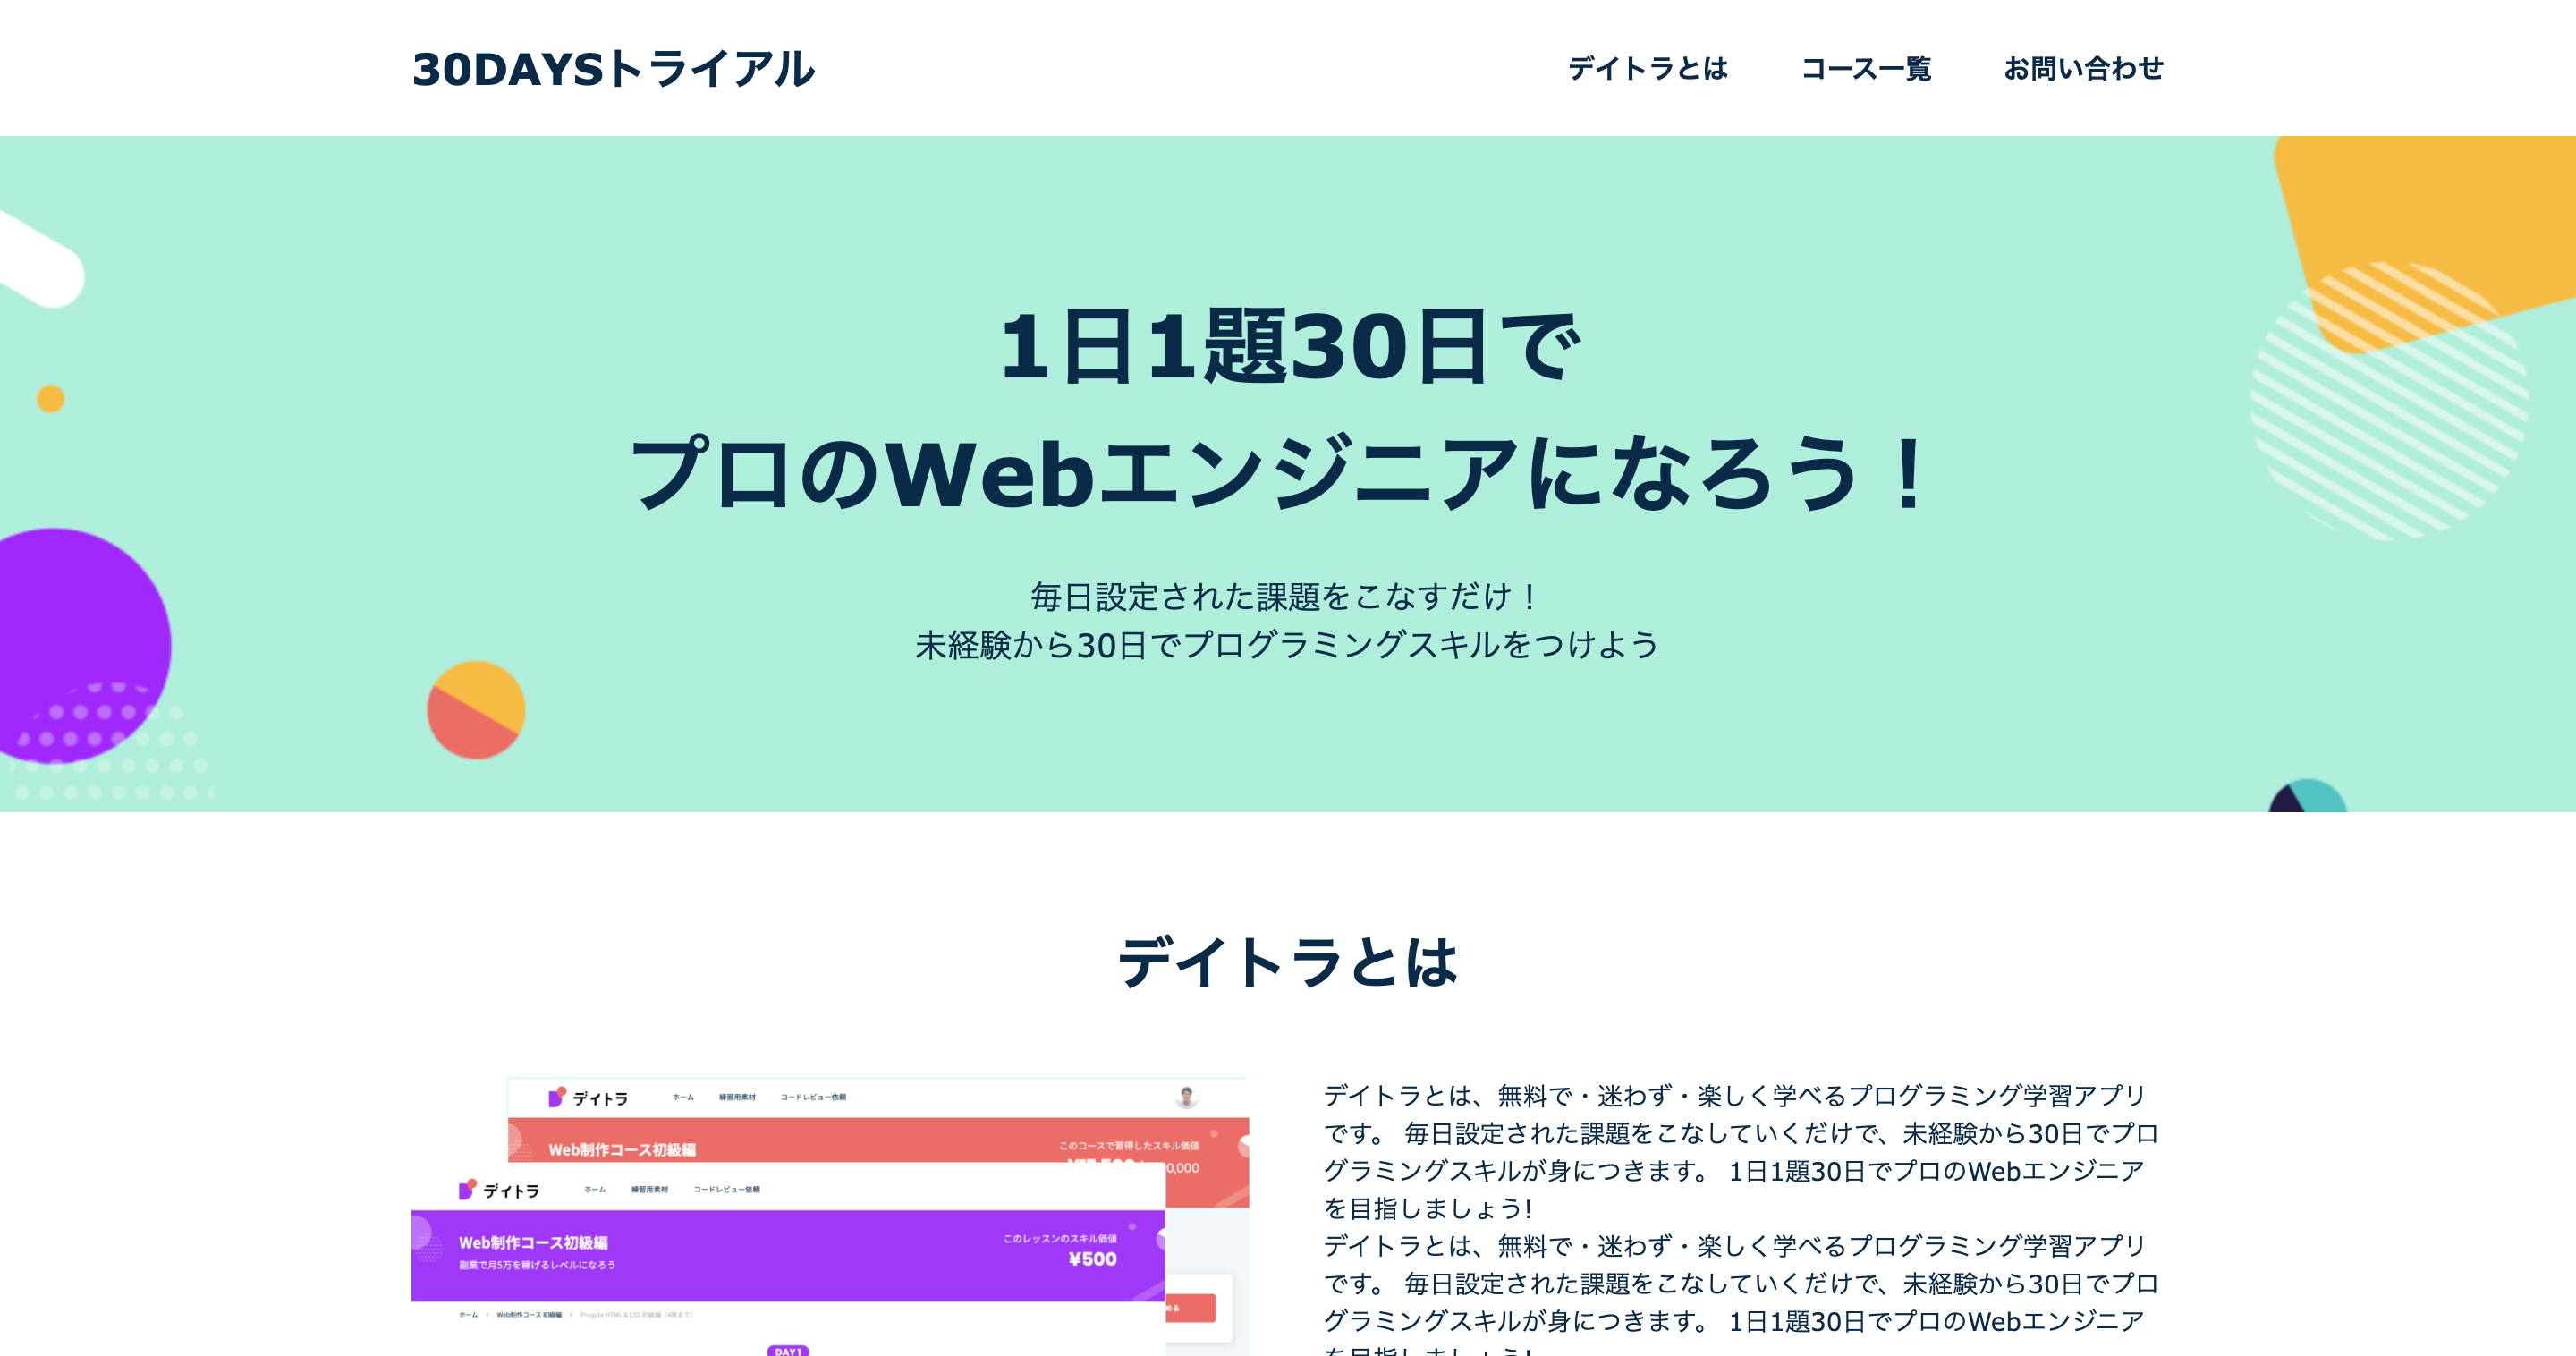 30DAYSトライアル
デイトラとは
コース一覧
お問い合わせ
1日1題30日で
プロのWebエンジニアになろう！
毎日設定された課題をこなすだけ！
未経験から30日でプログラミングスキルをつけよう
デイトラとは
デイトラ
ホーム
練習用素材
コードレビュー依頼
Web制作コース初級編
このコースで習得したスキル価値
0,000
デイトラ
ホーム
練習用素材
コードレビュー依頼
Web制作コース初級編
副業で月5万を稼げるレベルになろう
このレッスンのスキル価値
¥500
める
ホーム > Web制作コース 初級編 > Progate HTML & CSS 初級編（4章まで）
DAY1
デイトラとは、無料で・迷わず・楽しく学べるプログラミング学習アプリ
です。 毎日設定された課題をこなしていくだけで、未経験から30日でプロ
グラミングスキルが身につきます。 1日1題30日でプロのWebエンジニア
を目指しましょう!
デイトラとは、無料で・迷わず・楽しく学べるプログラミング学習アプリ
です。 毎日設定された課題をこなしていくだけで、未経験から30日でプロ
グラミングスキルが身につきます。 1日1題30日でプロのWebエンジニア
を目指しましょう!